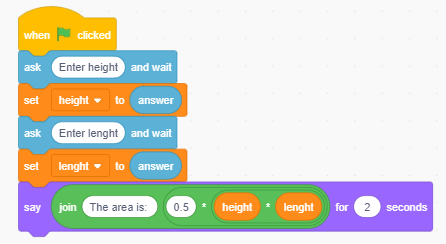 when clicked
ask Enter height and wait
set height to answer
ask Enter lenght and wait
set lenght to answer
say join The area is: 0.5 * height * lenght for 2 seconds